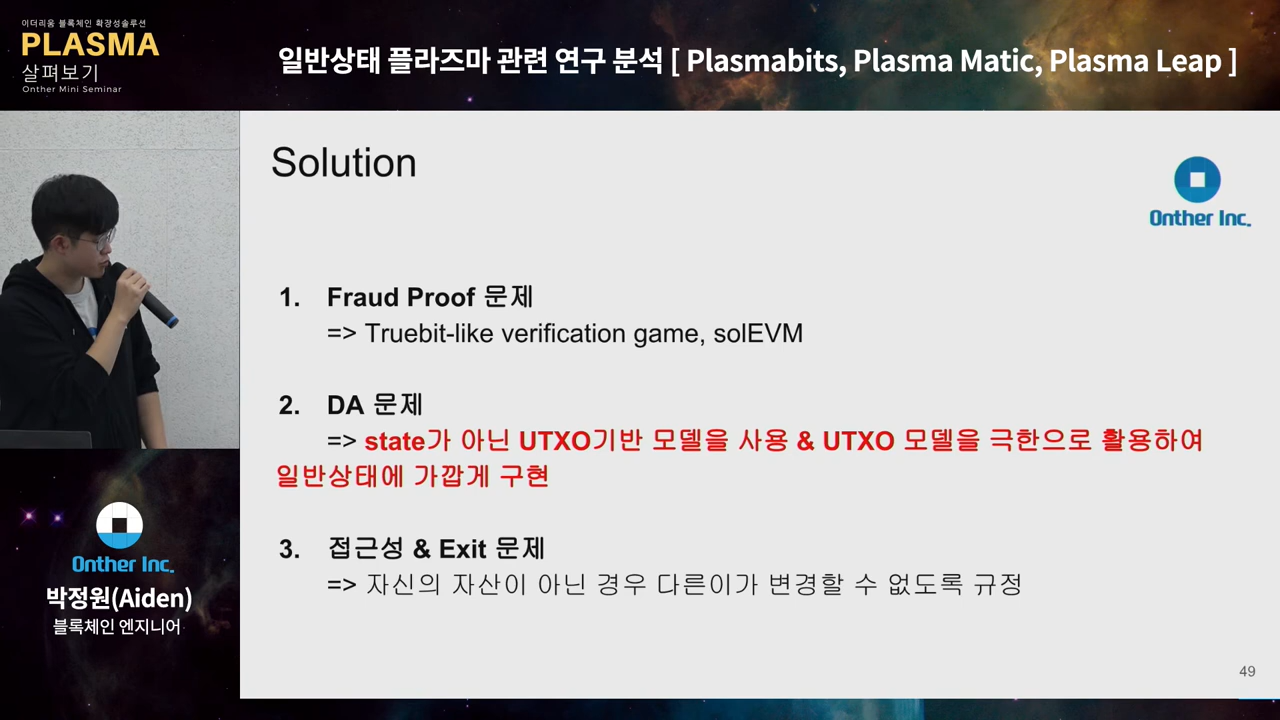 이더리움 블록체인 확장성솔루션
PLASMA
살펴보기
Onther Mini Seminar
일반상태 플라즈마 관련 연구 분석 [ Plasmabits, Plasma Matic, Plasma Leap ]
Solution
Onther Inc.
1. Fraud Proof 문제
=> Truebit-like verification game, solEVM
2. DA 문제
=> state가 아닌 UTXO기반 모델을 사용 & UTXO 모델을 극한으로 활용하여
일반상태에 가깝게 구현
3. 접근성 & Exit 문제
=> 자신의 자산이 아닌 경우 다른이가 변경할 수 없도록 규정
49
Onther Inc.
박정원(Aiden)
블록체인 엔지니어